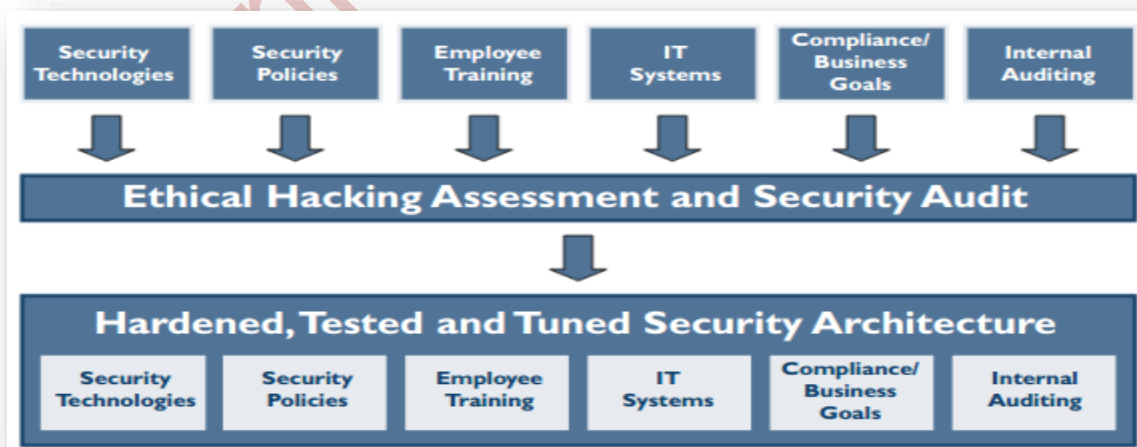 Security
Technologies
Security
Policies
Employee
Training
IT
Systems
Compliance/
Business
Goals
Internal
Auditing
Ethical Hacking Assessment and Security Audit
Hardened, Tested and Tuned Security Architecture
Security
Technologies
Security
Policies
Employee
Training
IT
Systems
Compliance/
Business
Goals
Internal
Auditing